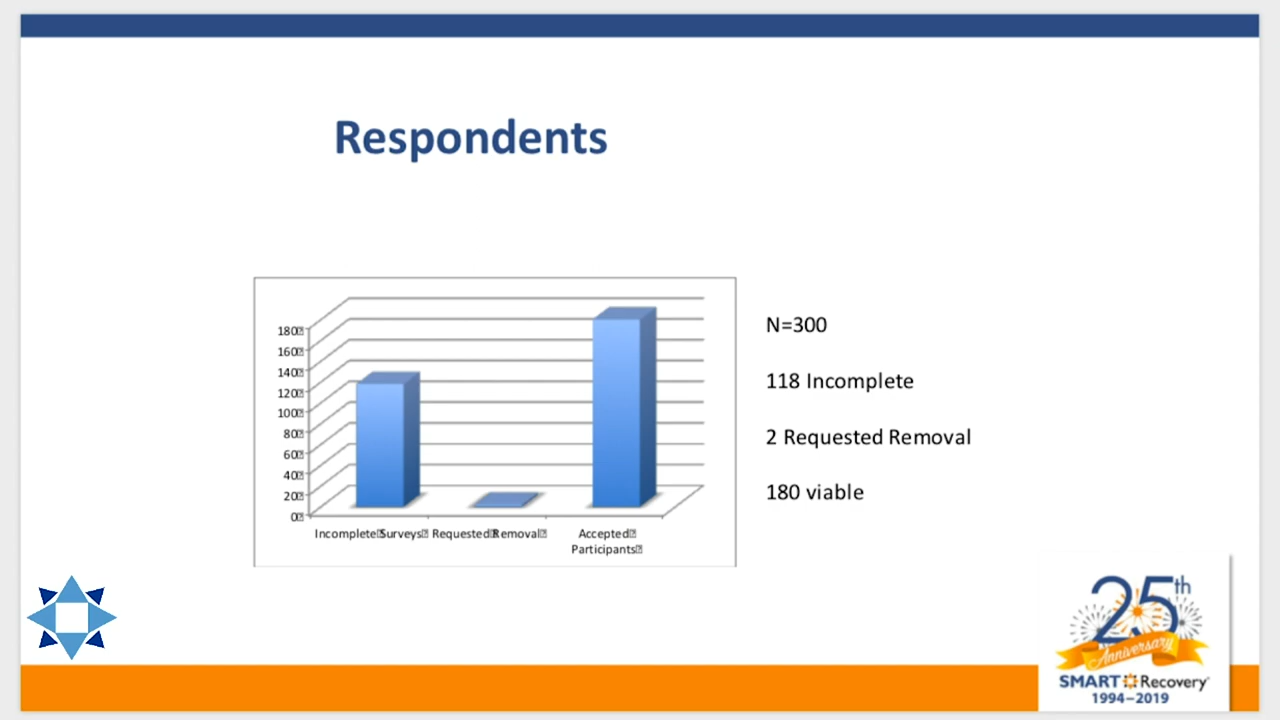 Respondents
180
160
140
120
100
80
60
40
20
0
Incomplete Surveys
Requested Removal
Accepted
Participants
N=300
118 Incomplete
2 Requested Removal
180 viable
25th
Anniversary
SMART Recovery
1994–2019